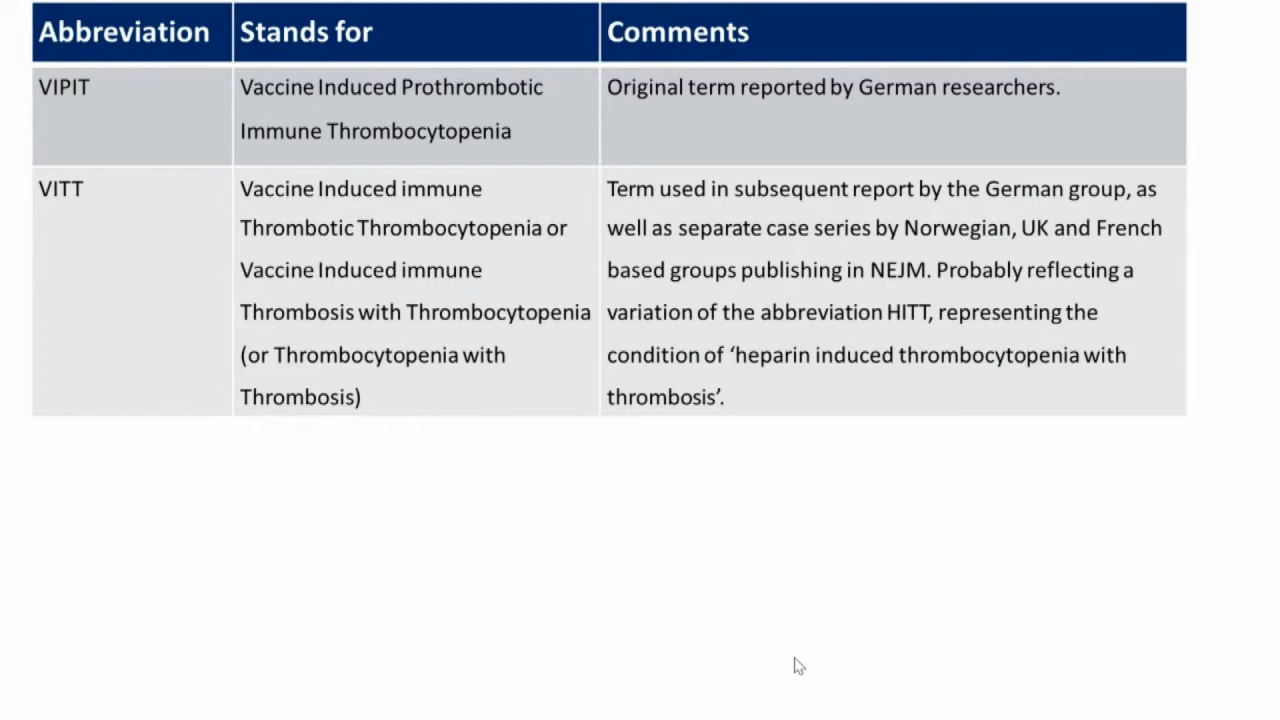 Abbreviation Stands for Comments
VIPIT Vaccine Induced Prothrombotic Original term reported by German researchers.
Immune Thrombocytopenia
VITT Vaccine Induced immune Term used in subsequent report by the German group, as
Thrombotic Thrombocytopenia or well as separate case series by Norwegian, UK and French
Vaccine Induced immune based groups publishing in NEJM. Probably reflecting a
Thrombosis with Thrombocytopenia variation of the abbreviation HITT, representing the
(or Thrombocytopenia with condition of ‘heparin induced thrombocytopenia with
Thrombosis) thrombosis’.